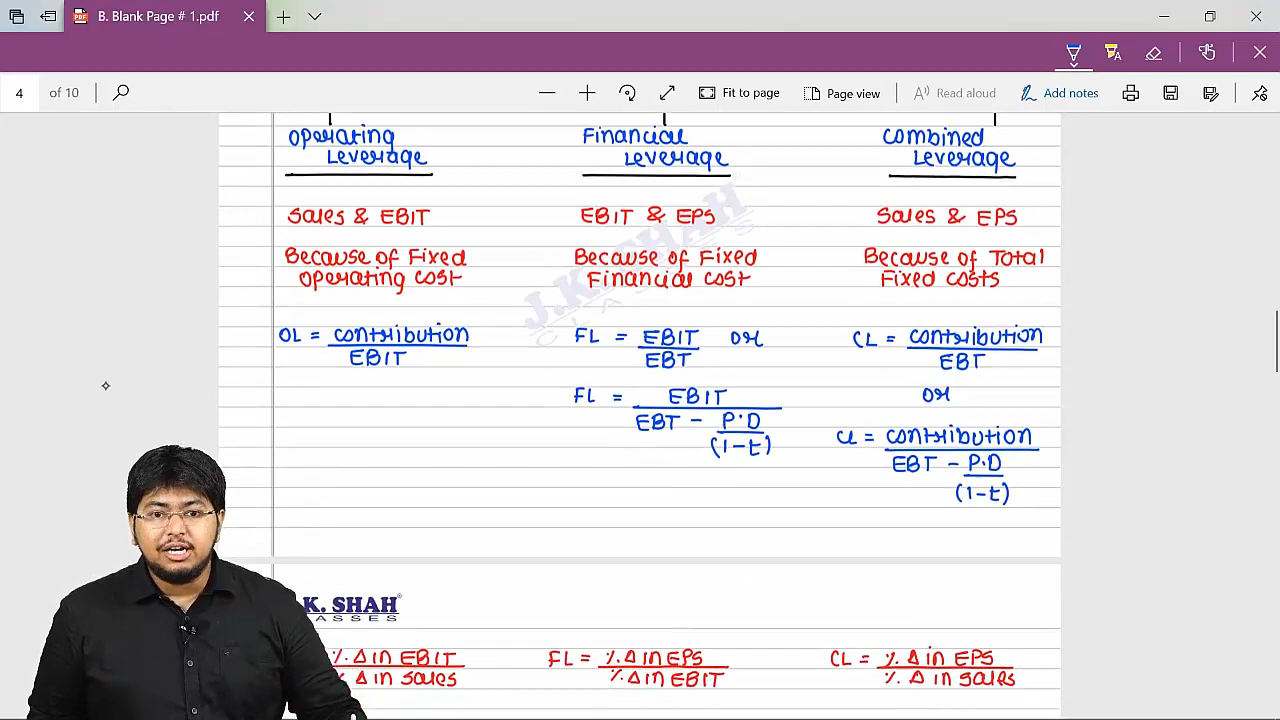 B. Blank Page # 1.pdf
4 of 10
Fit to page
Page view
Read aloud
Add notes
Operating Leverage
Financial Leverage
Combined Leverage
Sales & EBIT
EBIT & EPS
Sales & EPS
Because of Fixed Operating cost
Because of Fixed Financial cost
Because of Total Fixed costs
OL = contribution / EBIT
FL = EBIT / EBT or
CL = contribution / EBT
FL = EBIT / EBT - P.D / (1-t)
or
CL = contribution / EBT - P.D / (1-t)
J.K. SHAH
CLASSES
K. SHAH®
ASSES
%. Δ in EBIT / %. Δ in sales
FL = %. Δ in EPS / %. Δ in EBIT
CL = %. Δ in EPS / %. Δ in sales